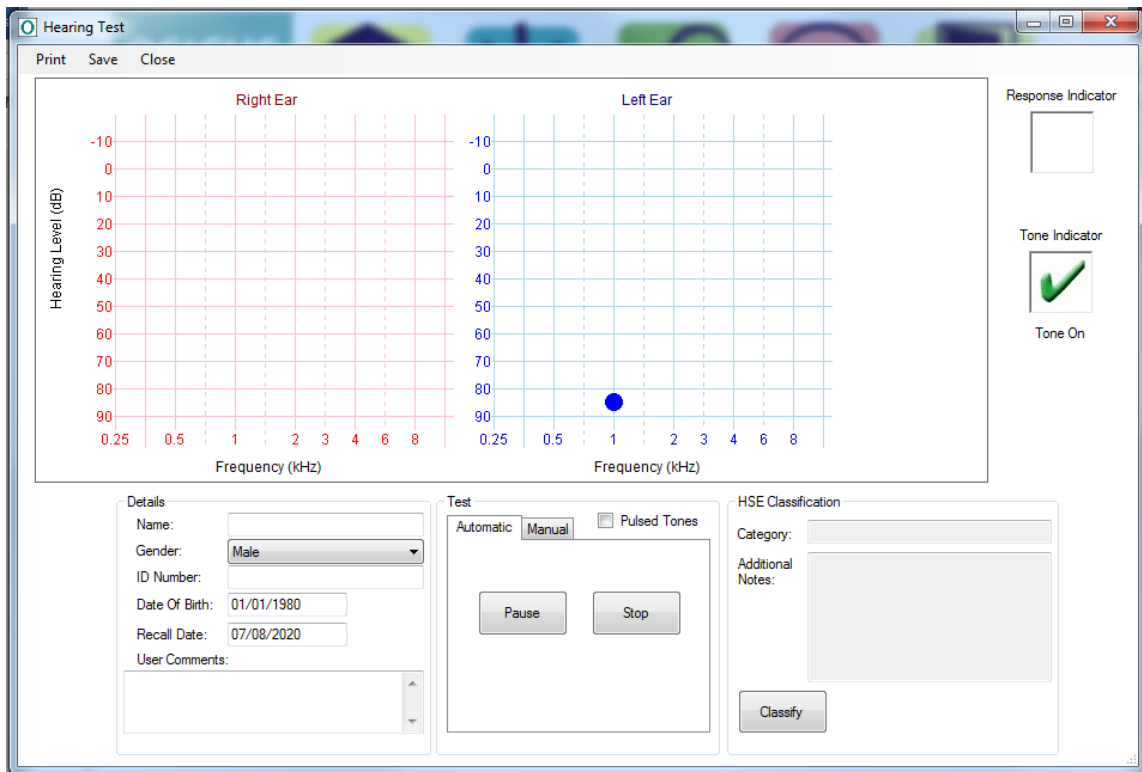 Hearing Test
Print Save Close
Right Ear
Left Ear
Response Indicator
Hearing Level (dB)
-10
0
10
20
30
40
50
60
70
80
90
0.25 0.5 1 2 3 4 6 8
Frequency (kHz)
-10
0
10
20
30
40
50
60
70
80
90
0.25 0.5 1 2 3 4 6 8
Frequency (kHz)
Tone Indicator
Tone On
Details
Name:
Gender: Male
ID Number:
Date Of Birth: 01/01/1980
Recall Date: 07/08/2020
User Comments:
Test
Automatic Manual Pulsed Tones
Pause Stop
HSE Classification
Category:
Additional
Notes:
Classify